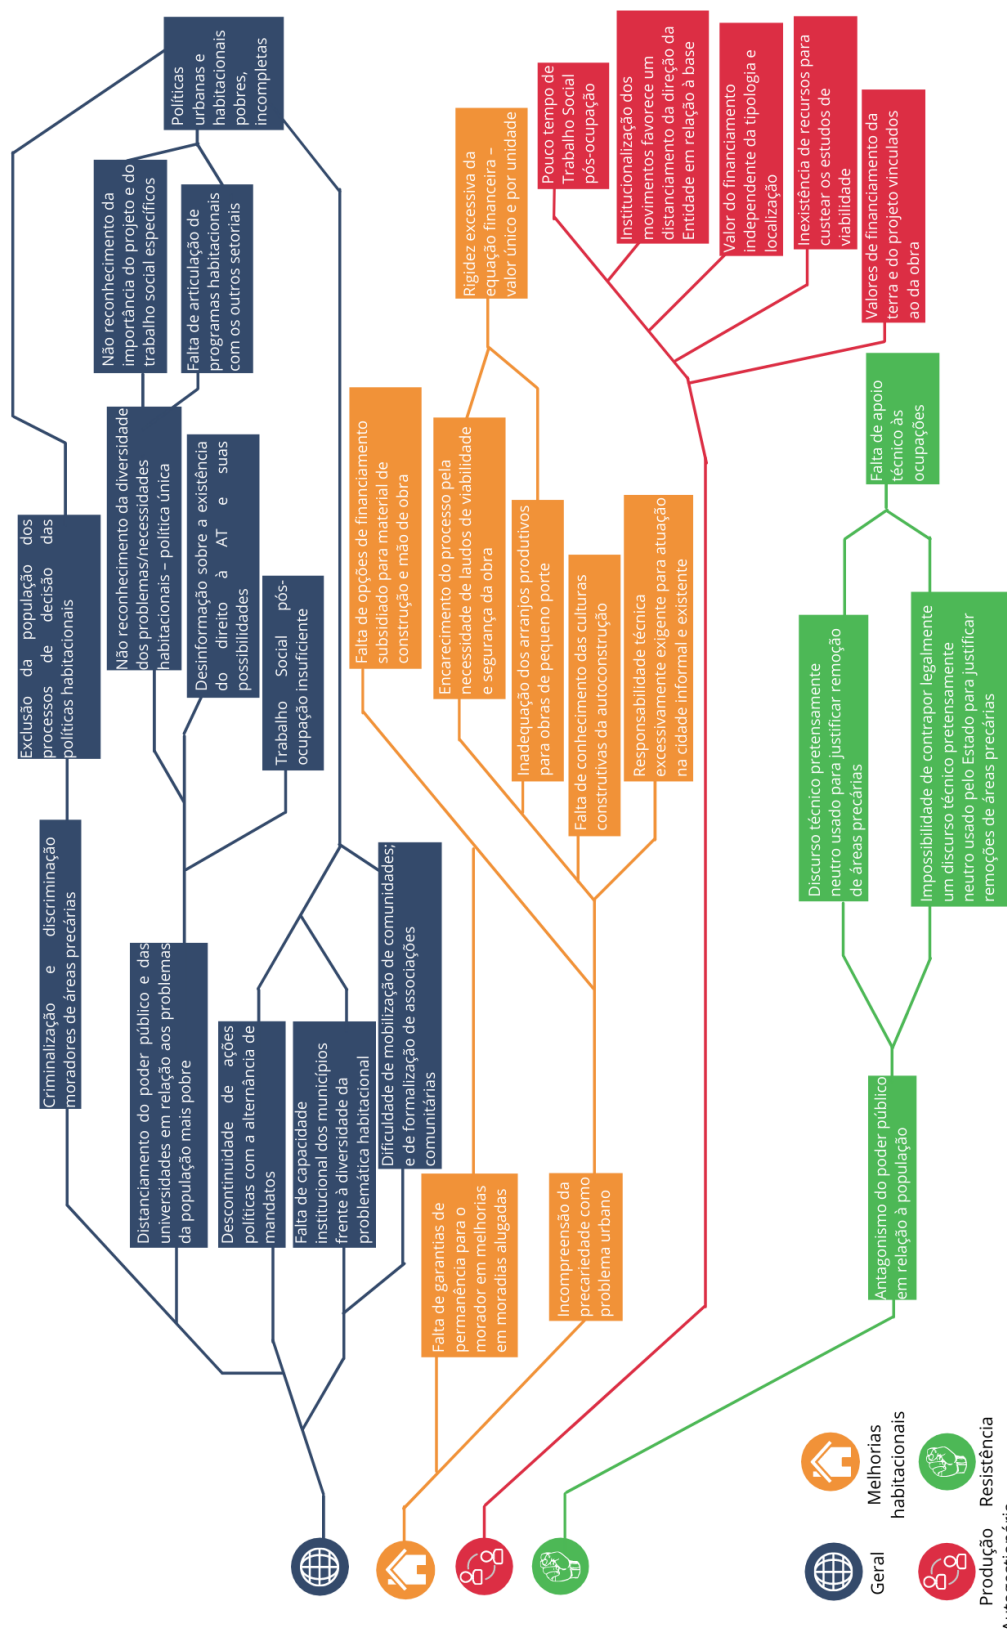 Criminalização e discriminação
moradores de áreas precárias
Exclusão da população dos
processos de decisão das
políticas habitacionais
Políticas
urbanas e
habitacionais
pobres,
incompletas
Distanciamento do poder público e das
universidades em relação aos problemas
da população mais pobre
Não reconhecimento da diversidade
dos problemas/necessidades
habitacionais – política única
Não reconhecimento da
importância do projeto e do
trabalho social específicos
Falta de articulação de
programas habitacionais
com os outros setoriais
Desinformação sobre a existência
do direito à AT e suas
possibilidades
Trabalho Social pós-
ocupação insuficiente
Descontinuidade de ações
políticas com a alternância de
mandatos
Falta de capacidade
institucional dos municípios
frente à diversidade da
problemática habitacional
Dificuldade de mobilização de comunidades;
e de formalização de associações
comunitárias
Falta de garantias de
permanência para o
morador em melhorias
em moradias alugadas
Falta de opções de financiamento
subsidiado para material de
construção e mão de obra
Incompreensão da
precariedade como
problema urbano
Encarecimento do processo pela
necessidade de laudos de viabilidade
e segurança da obra
Rigidez excessiva da
equação financeira –
valor único e por unidade
Inadequação dos arranjos produtivos
para obras de pequeno porte
Falta de conhecimento das culturas
construtivas da autoconstrução
Responsabilidade técnica
excessivamente exigente para atuação
na cidade informal e existente
Pouco tempo de
Trabalho Social
pós-ocupação
Institucionalização dos
movimentos favorece um
distanciamento da direção da
Entidade em relação à base
Valor do financiamento
independente da tipologia e
localização
Inexistência de recursos para
custear os estudos de
viabilidade
Valores de financiamento da
terra e do projeto vinculados
ao da obra
Antagonismo do poder público
em relação à população
Discurso técnico pretensamente
neutro usado para justificar remoção
de áreas precárias
Impossibilidade de contrapor legalmente
um discurso técnico pretensamente
neutro usado pelo Estado para justificar
remoções de áreas precárias
Falta de apoio
técnico às
ocupações
Geral
Melhorias
habitacionais
Produção
Resistência